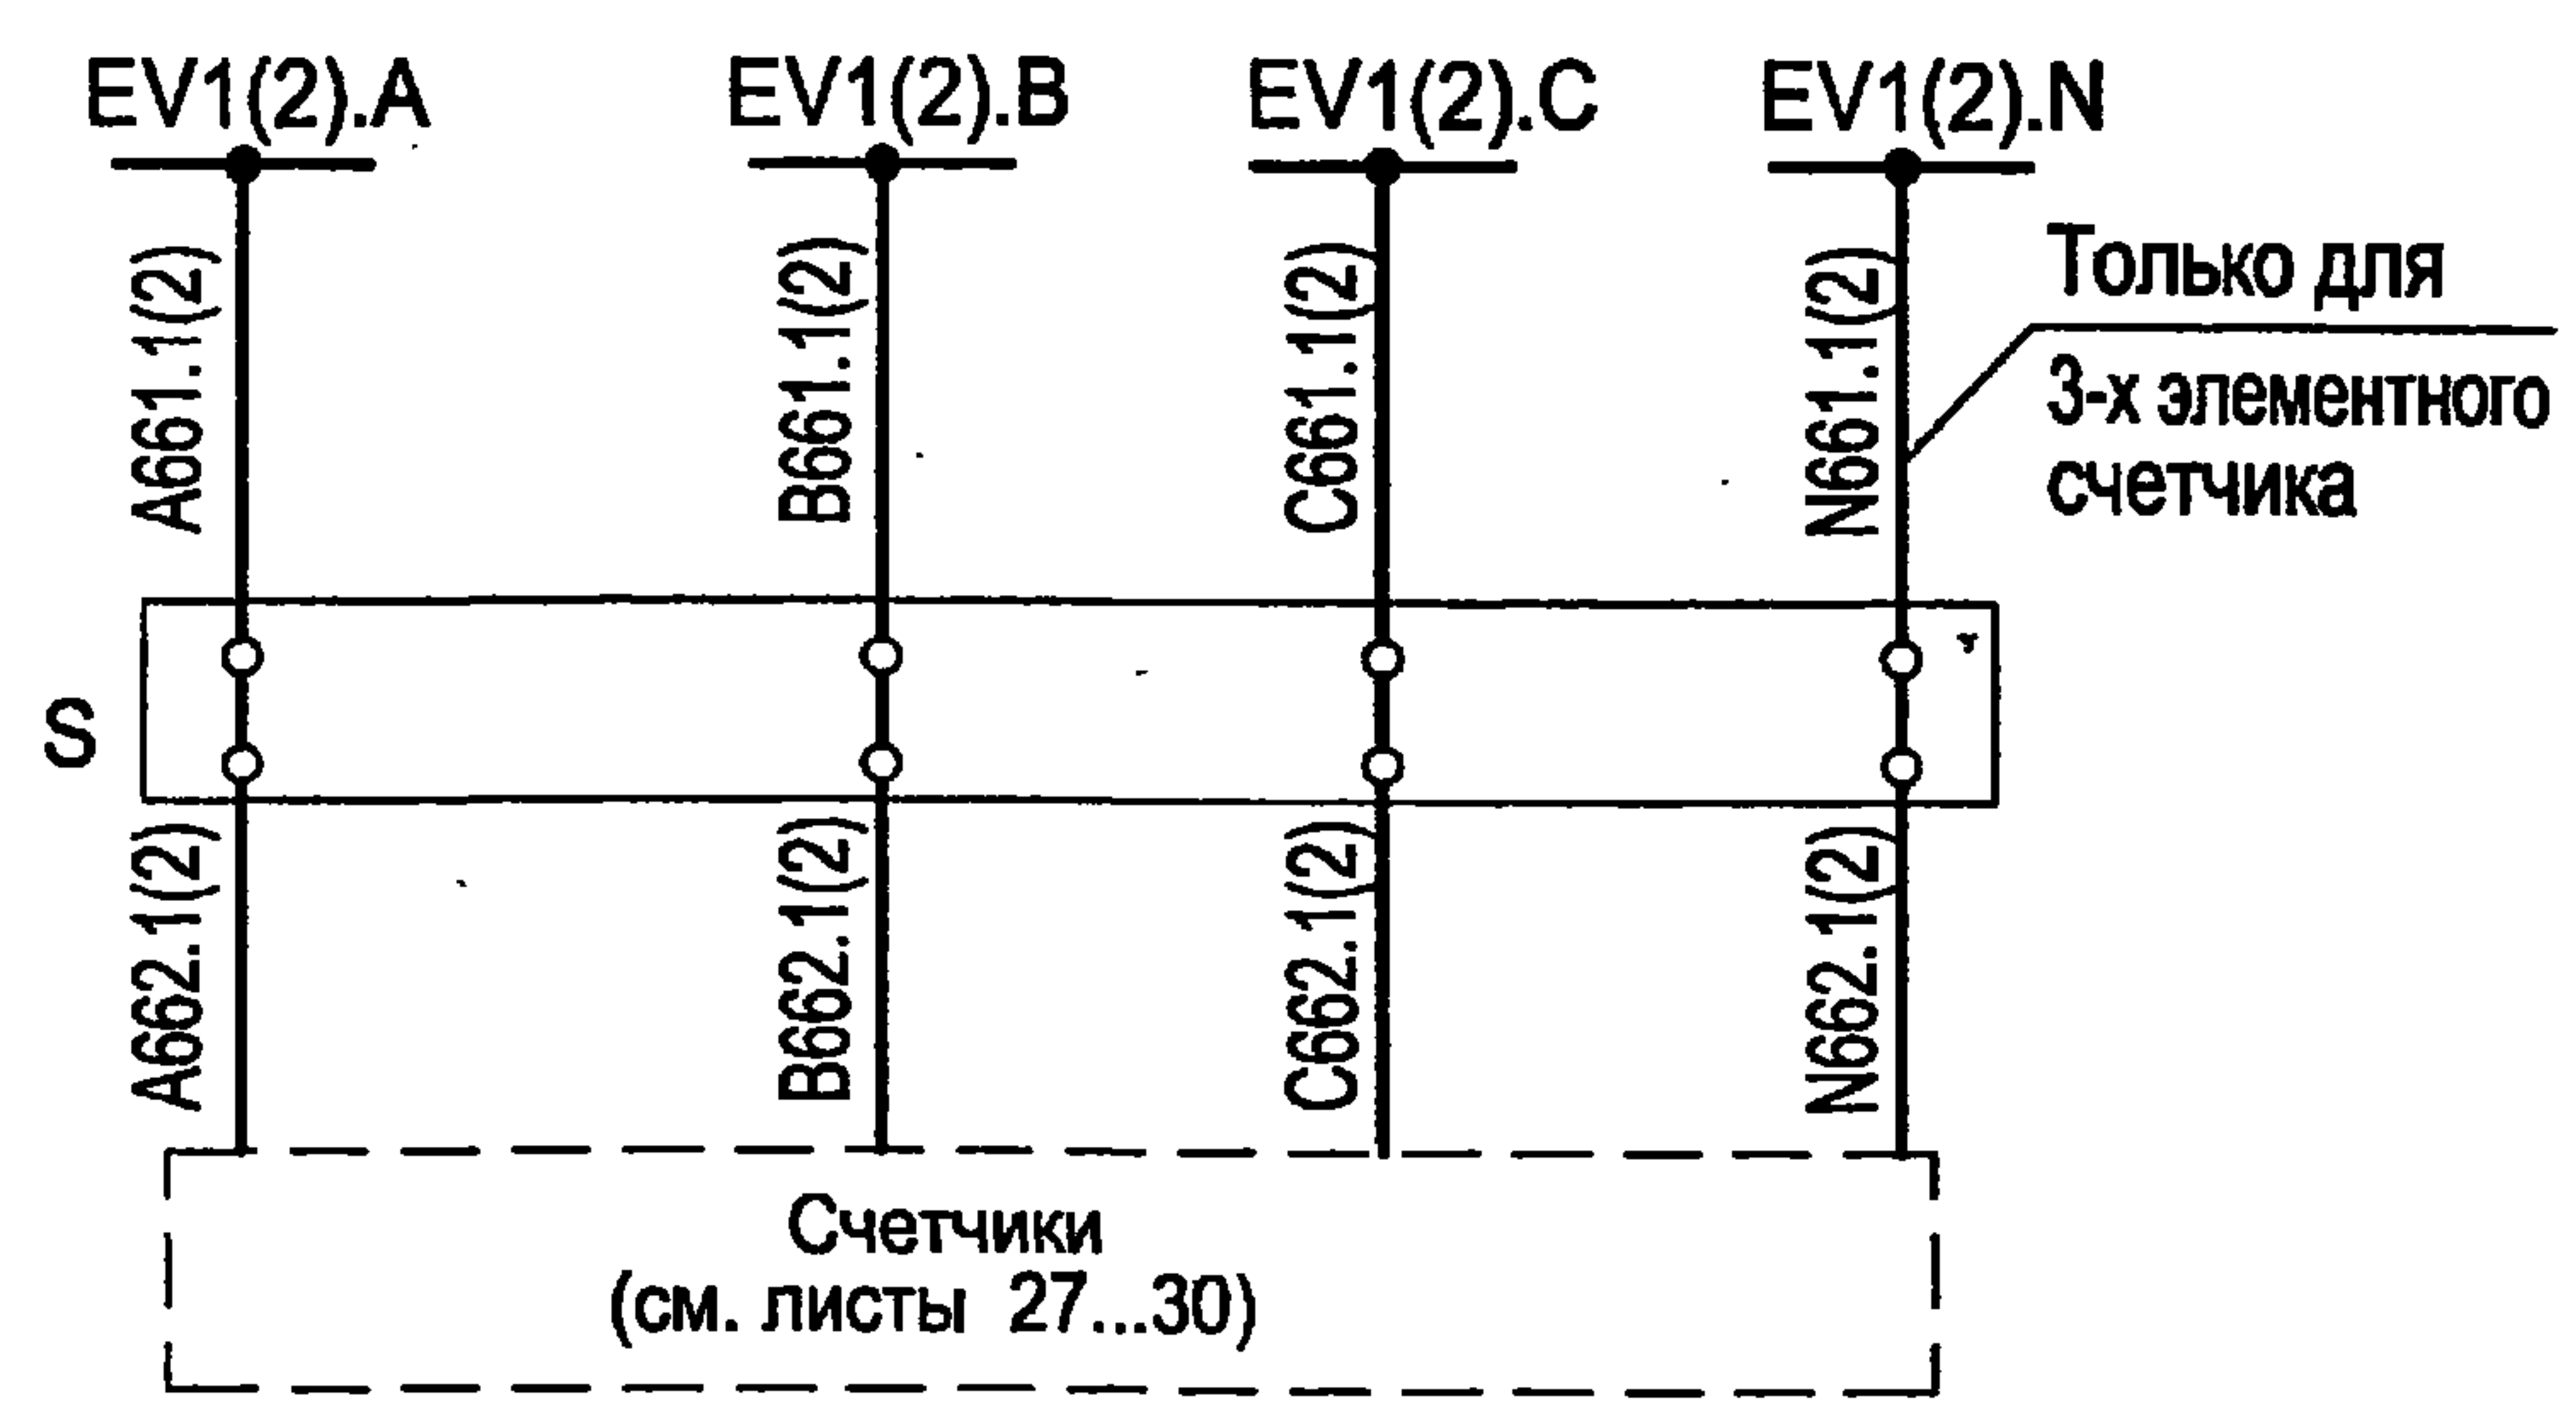 EV1(2).A
EV1(2).B
EV1(2).C
EV1(2).N
A661.1(2)
B661.1(2)
C661.1(2)
N661.1(2)
Только для
3-х элементного
счетчика
S
A662.1(2)
B662.1(2)
C662.1(2)
N662.1(2)
Счетчики
(см. листы 27...30)